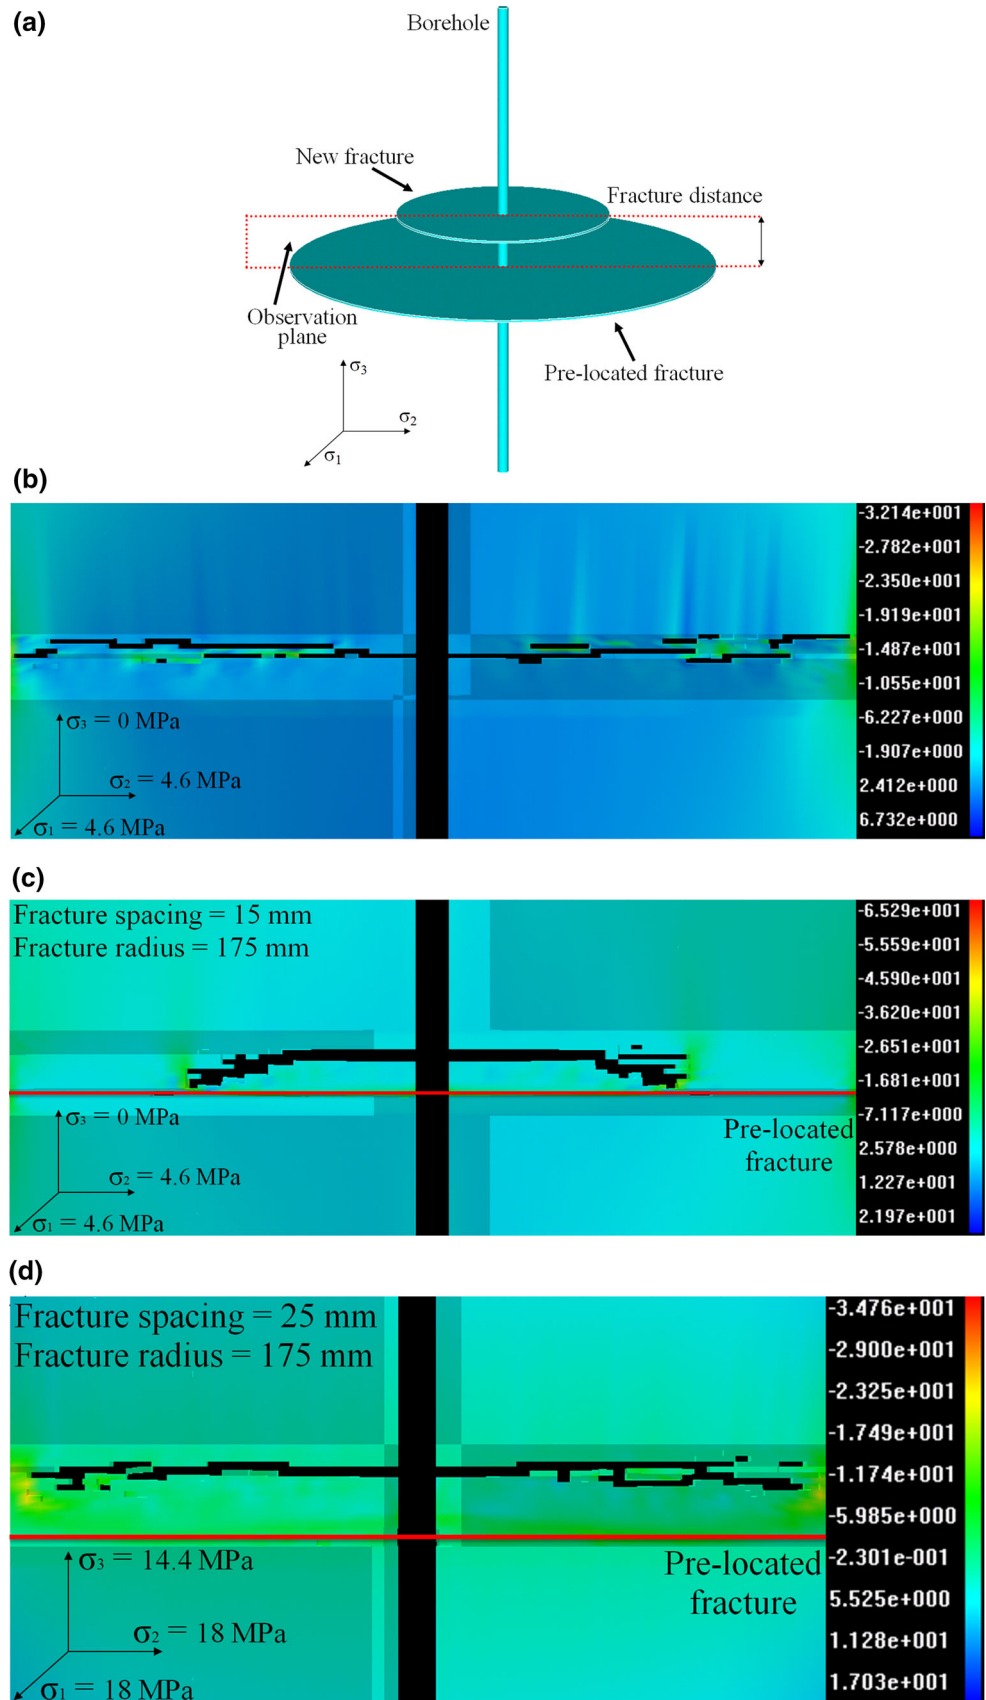 (a)
Borehole
New fracture
Fracture distance
Observation
plane
Pre-located fracture
σ3
σ2
σ1
(b)
-3.214e+001
-2.782e+001
-2.350e+001
-1.919e+001
-1.487e+001
-1.055e+001
-6.227e+000
-1.907e+000
2.412e+000
6.732e+000
σ3 = 0 MPa
σ2 = 4.6 MPa
σ1 = 4.6 MPa
(c)
Fracture spacing = 15 mm
Fracture radius = 175 mm
-6.529e+001
-5.559e+001
-4.590e+001
-3.620e+001
-2.651e+001
-1.681e+001
-7.117e+000
2.578e+000
1.227e+001
2.197e+001
σ3 = 0 MPa
σ2 = 4.6 MPa
σ1 = 4.6 MPa
Pre-located
fracture
(d)
Fracture spacing = 25 mm
Fracture radius = 175 mm
-3.476e+001
-2.900e+001
-2.325e+001
-1.749e+001
-1.174e+001
-5.985e+000
-2.301e-001
5.525e+000
1.128e+001
1.703e+001
σ3 = 14.4 MPa
σ2 = 18 MPa
σ1 = 18 MPa
Pre-located
fracture